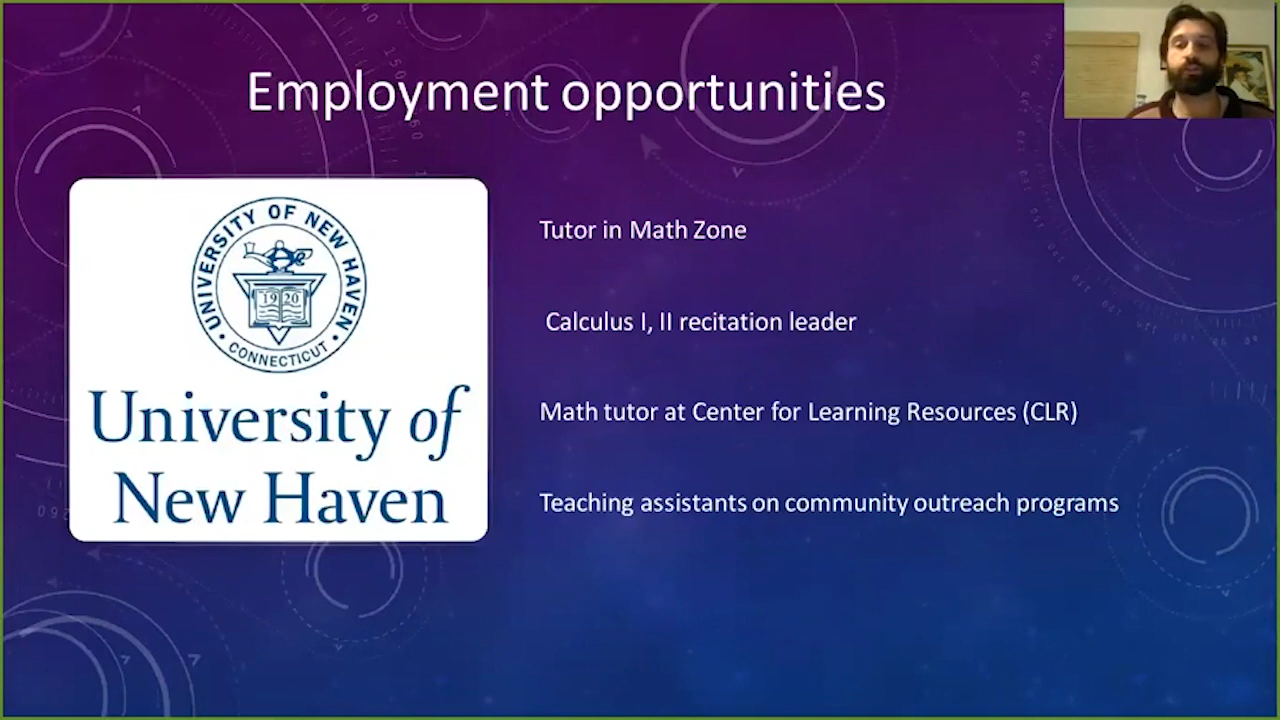 Employment opportunities
UNIVERSITY OF NEW HAVEN
1920
CONNECTICUT
University of
New Haven
Tutor in Math Zone
Calculus I, II recitation leader
Math tutor at Center for Learning Resources (CLR)
Teaching assistants on community outreach programs